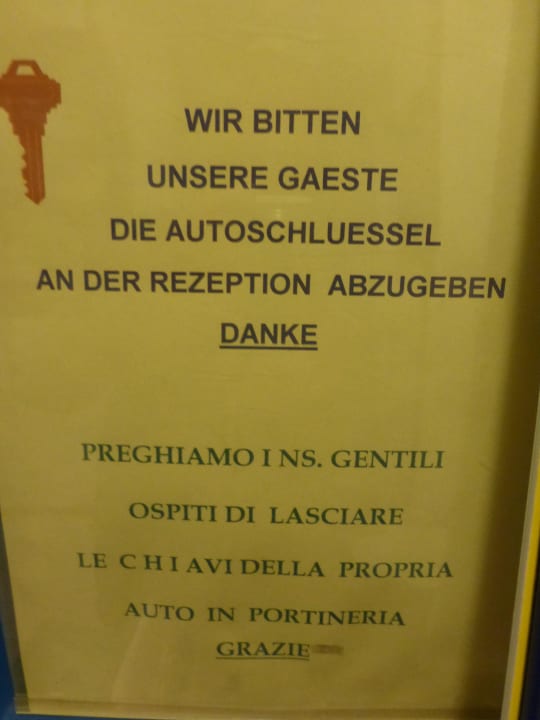 WIR BITTEN
UNSERE GAESTE
DIE AUTOSCHLUESSEL
AN DER REZEPTION ABZUGEBEN
DANKE
PREGHIAMO I NS. GENTILI
OSPITI DI LASCIARE
LE C H I AVI DELLA PROPRIA
AUTO IN PORTINERIA
GRAZIE